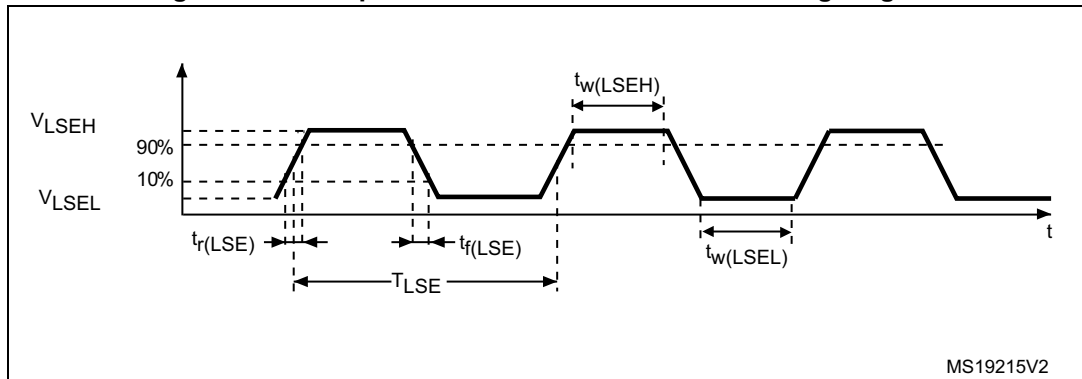 V_LSEH
90%
10%
V_LSEL
t_r(LSE)
t_f(LSE)
T_LSE
t_w(LSEH)
t_w(LSEL)
t
MS19215V2